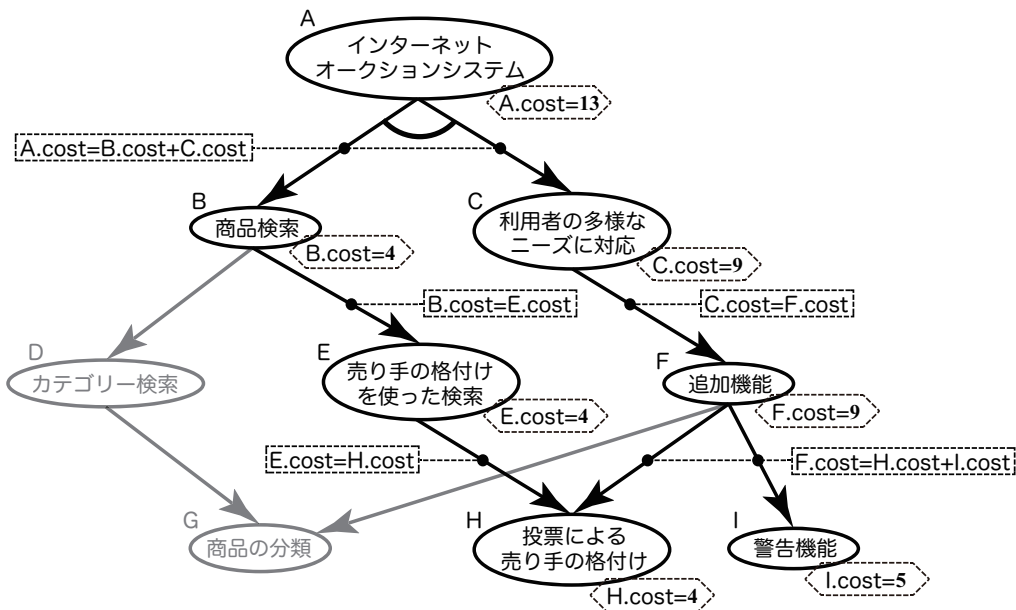 A
インターネット
オークションシステム
A.cost=13
A.cost=B.cost+C.cost
B
商品検索
B.cost=4
C
利用者の多様な
ニーズに対応
C.cost=9
B.cost=E.cost
C.cost=F.cost
D
カテゴリー検索
E
売り手の格付け
を使った検索
E.cost=4
F
追加機能
F.cost=9
E.cost=H.cost
F.cost=H.cost+I.cost
G
商品の分類
H
投票による
売り手の格付け
H.cost=4
I
警告機能
I.cost=5